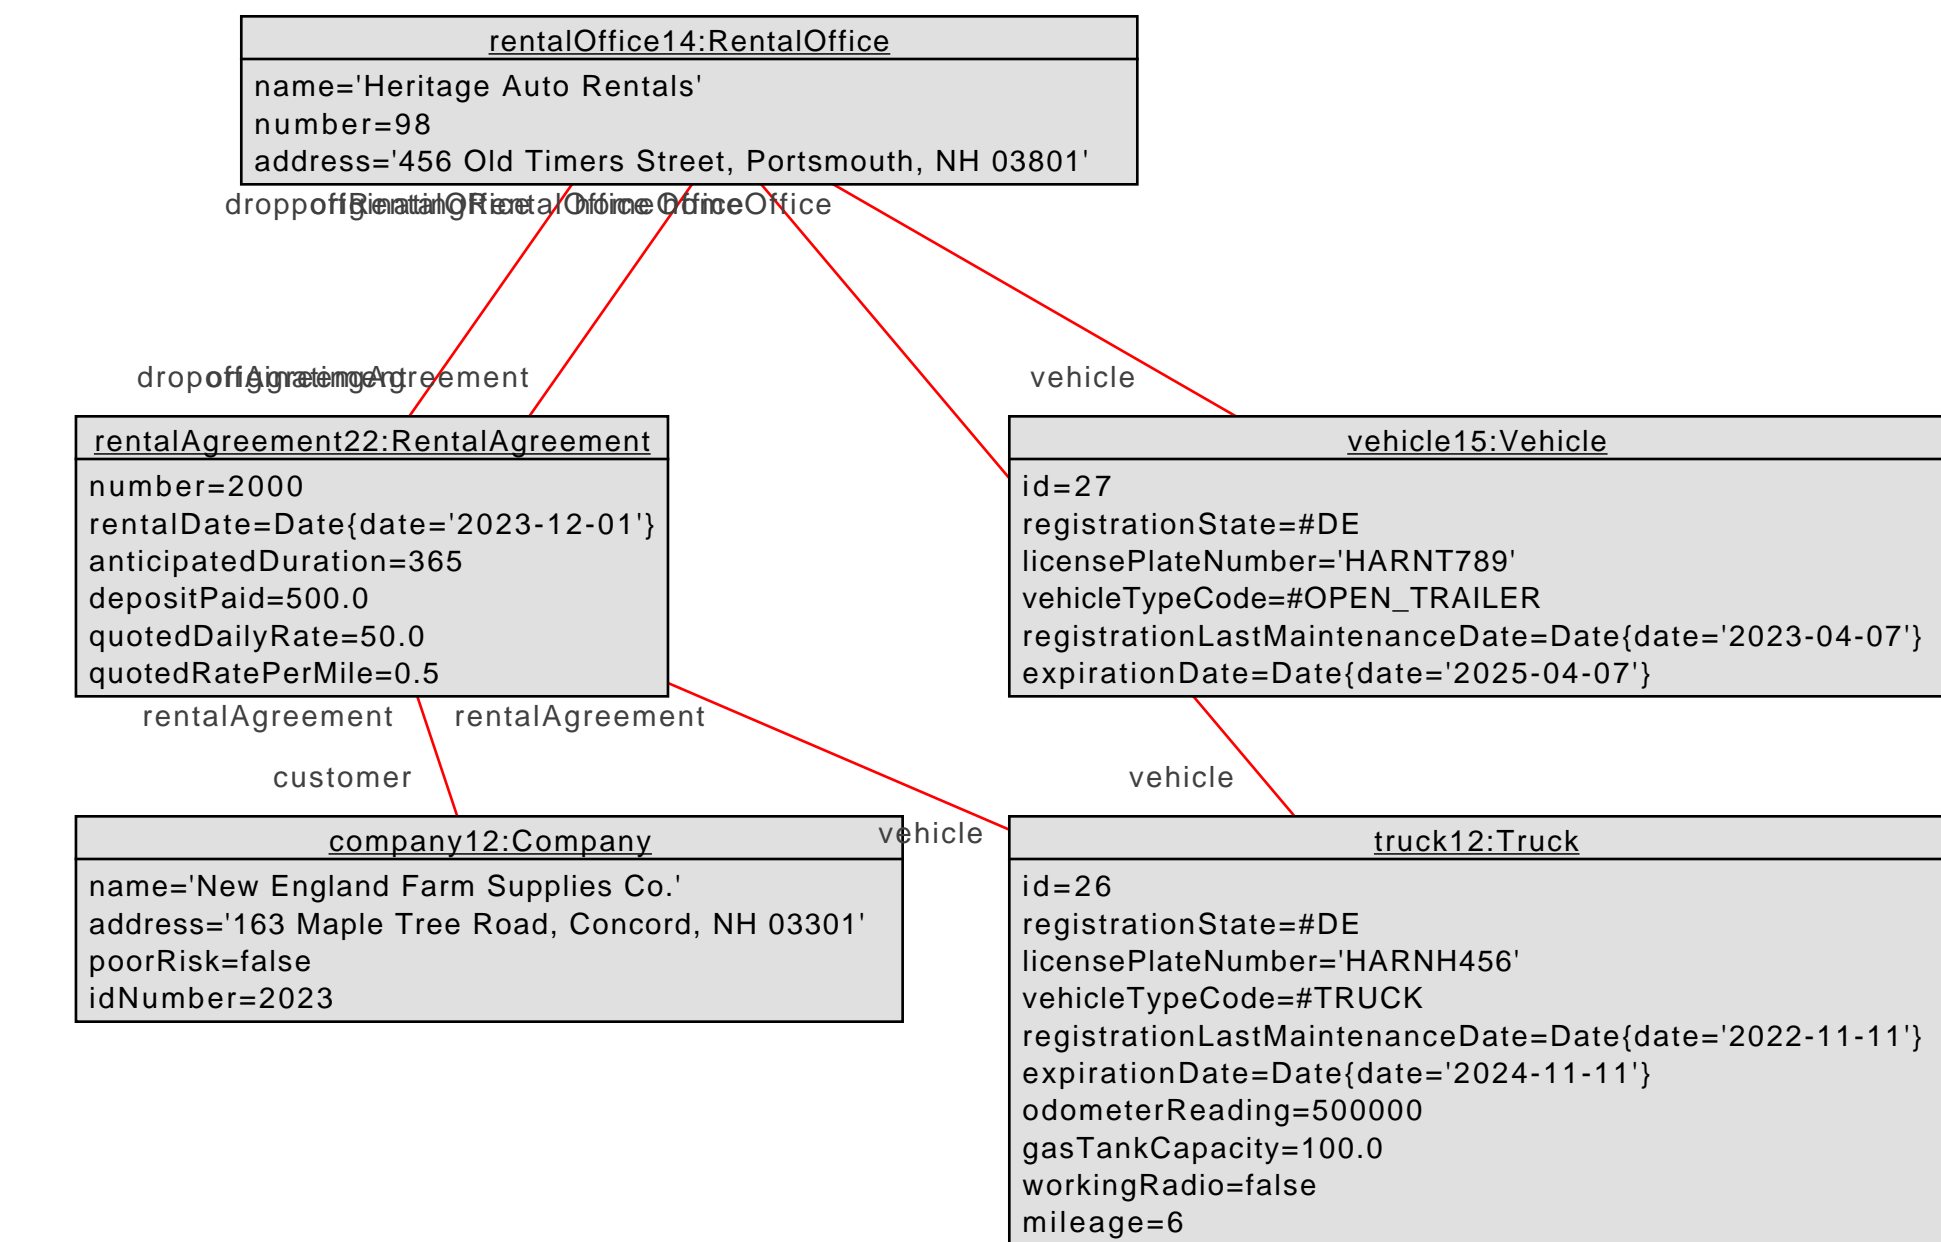 rentalOffice14:RentalOffice
name='Heritage Auto Rentals'
number=98
address='456 Old Timers Street, Portsmouth, NH 03801'
dropoffRentalOffice originatingRentalOffice homeOffice homeOffice
dropoffAgreement originatingAgreement
vehicle
rentalAgreement22:RentalAgreement
number=2000
rentalDate=Date{date='2023-12-01'}
anticipatedDuration=365
depositPaid=500.0
quotedDailyRate=50.0
quotedRatePerMile=0.5
vehicle15:Vehicle
id=27
registrationState=#DE
licensePlateNumber='HARNT789'
vehicleTypeCode=#OPEN_TRAILER
registrationLastMaintenanceDate=Date{date='2023-04-07'}
expirationDate=Date{date='2025-04-07'}
rentalAgreement
rentalAgreement
customer
vehicle
vehicle
company12:Company
name='New England Farm Supplies Co.'
address='163 Maple Tree Road, Concord, NH 03301'
poorRisk=false
idNumber=2023
truck12:Truck
id=26
registrationState=#DE
licensePlateNumber='HARNH456'
vehicleTypeCode=#TRUCK
registrationLastMaintenanceDate=Date{date='2022-11-11'}
expirationDate=Date{date='2024-11-11'}
odometerReading=500000
gasTankCapacity=100.0
workingRadio=false
mileage=6